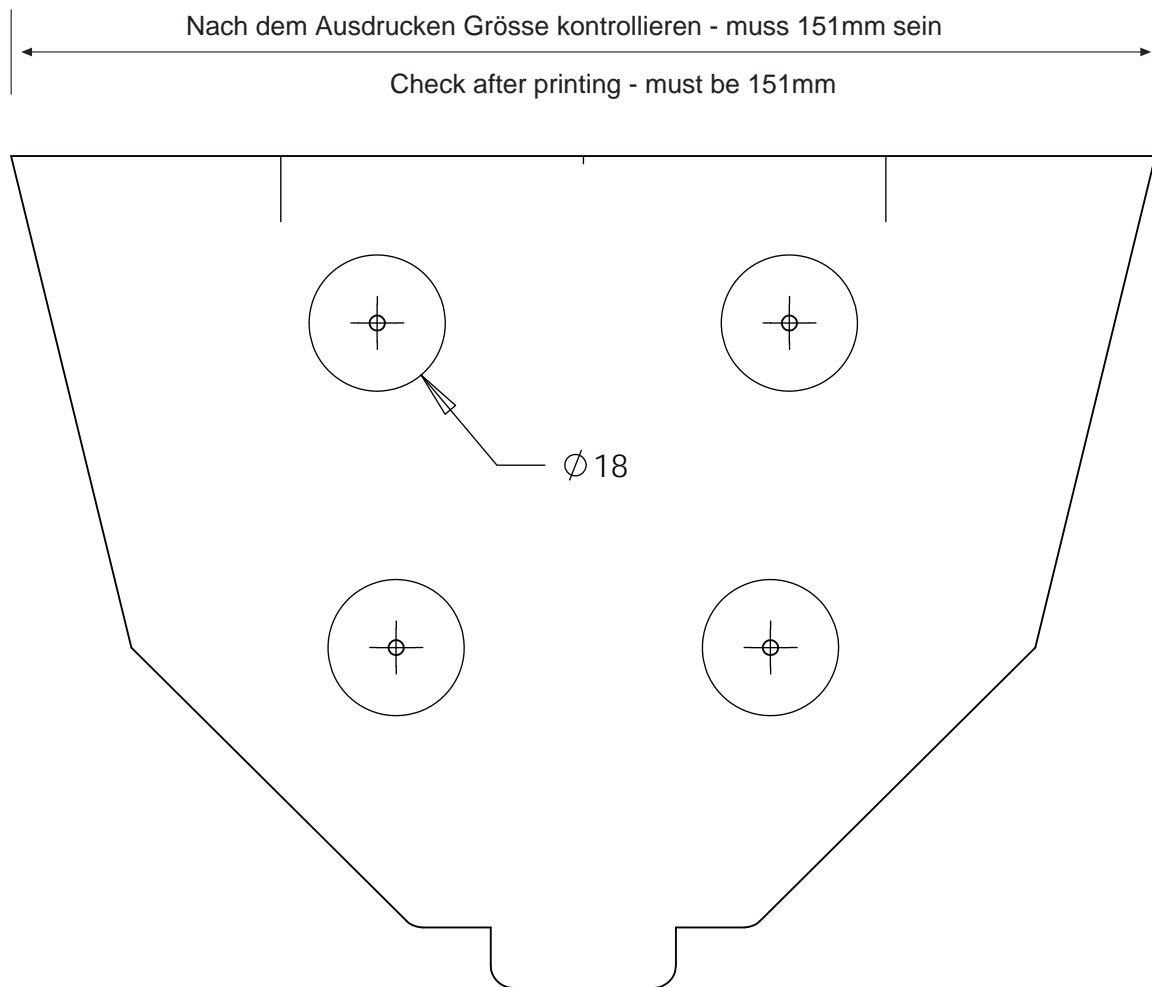 Nach dem Ausdrucken Grösse kontrollieren - muss 151mm sein
Check after printing - must be 151mm
∅18